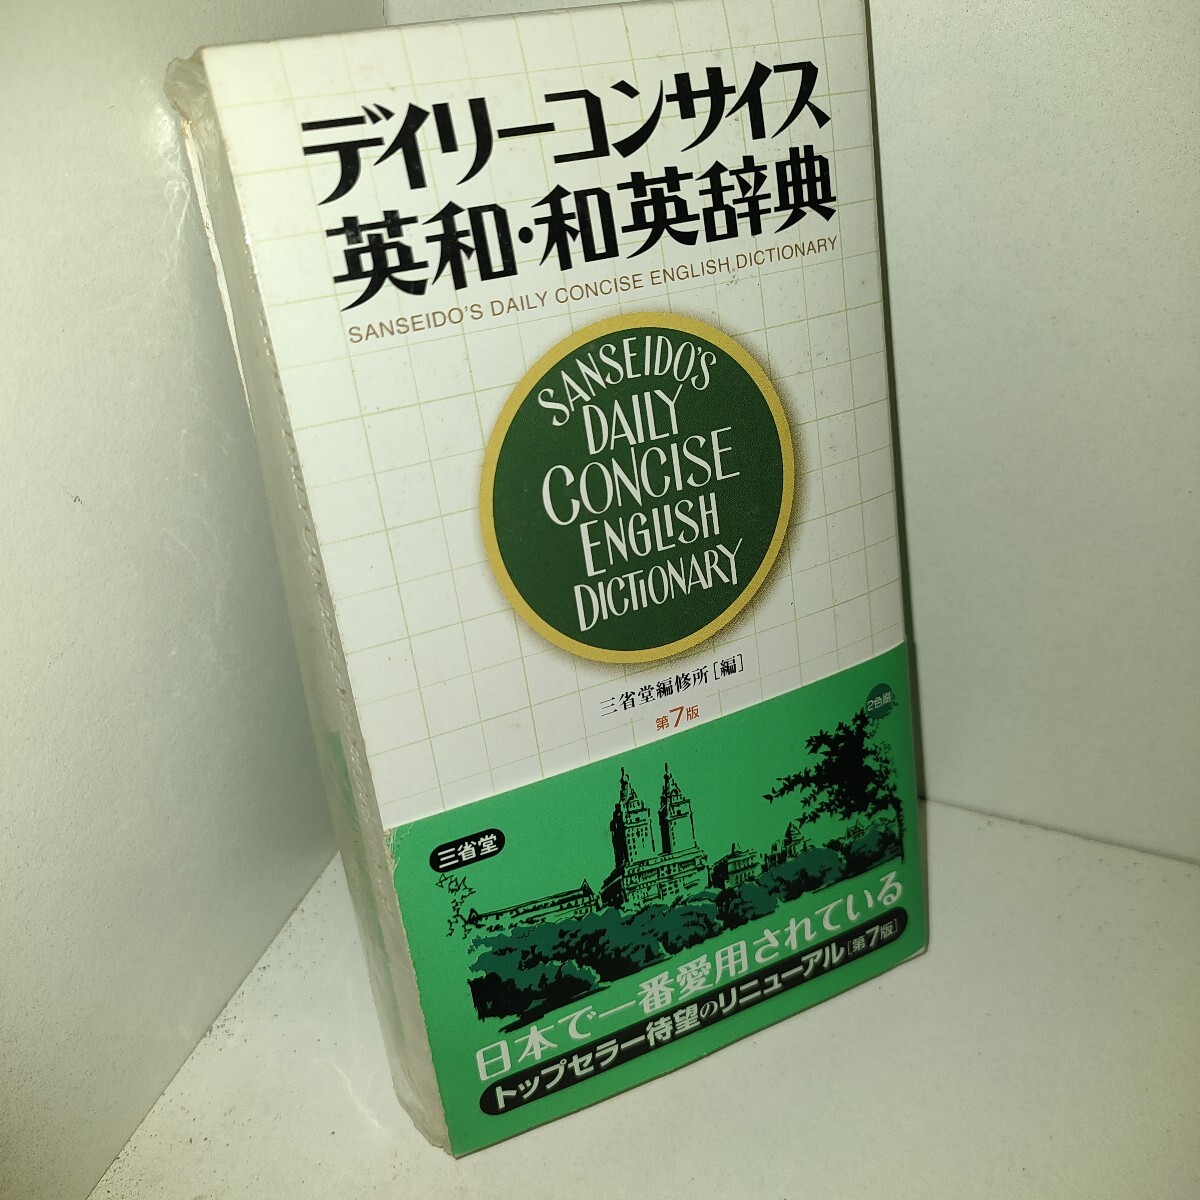 デイリーコンサイス
英和・和英辞典
SANSEIDO'S DAILY CONCISE ENGLISH DICTIONARY
SANSEIDO'S
DAILY
CONCISE
ENGLISH
DICTIONARY
三省堂編修所［編］
第7版
2色刷
三省堂
日本で一番愛用されている
トップセラー待望のリニューアル［第7版］